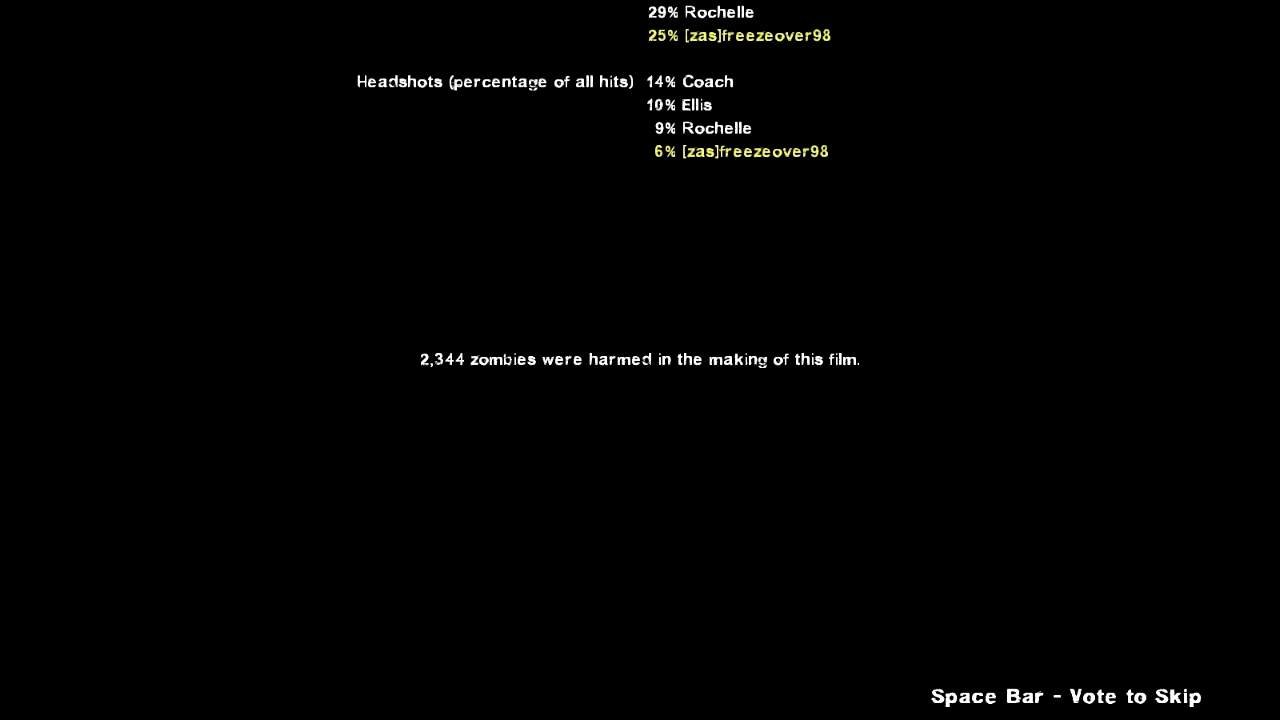 29% Rochelle
25% [zas]freezeover98
Headshots (percentage of all hits) 14% Coach
10% Ellis
9% Rochelle
6% [zas]freezeover98
2,344 zombies were harmed in the making of this film.
Space Bar - Vote to Skip